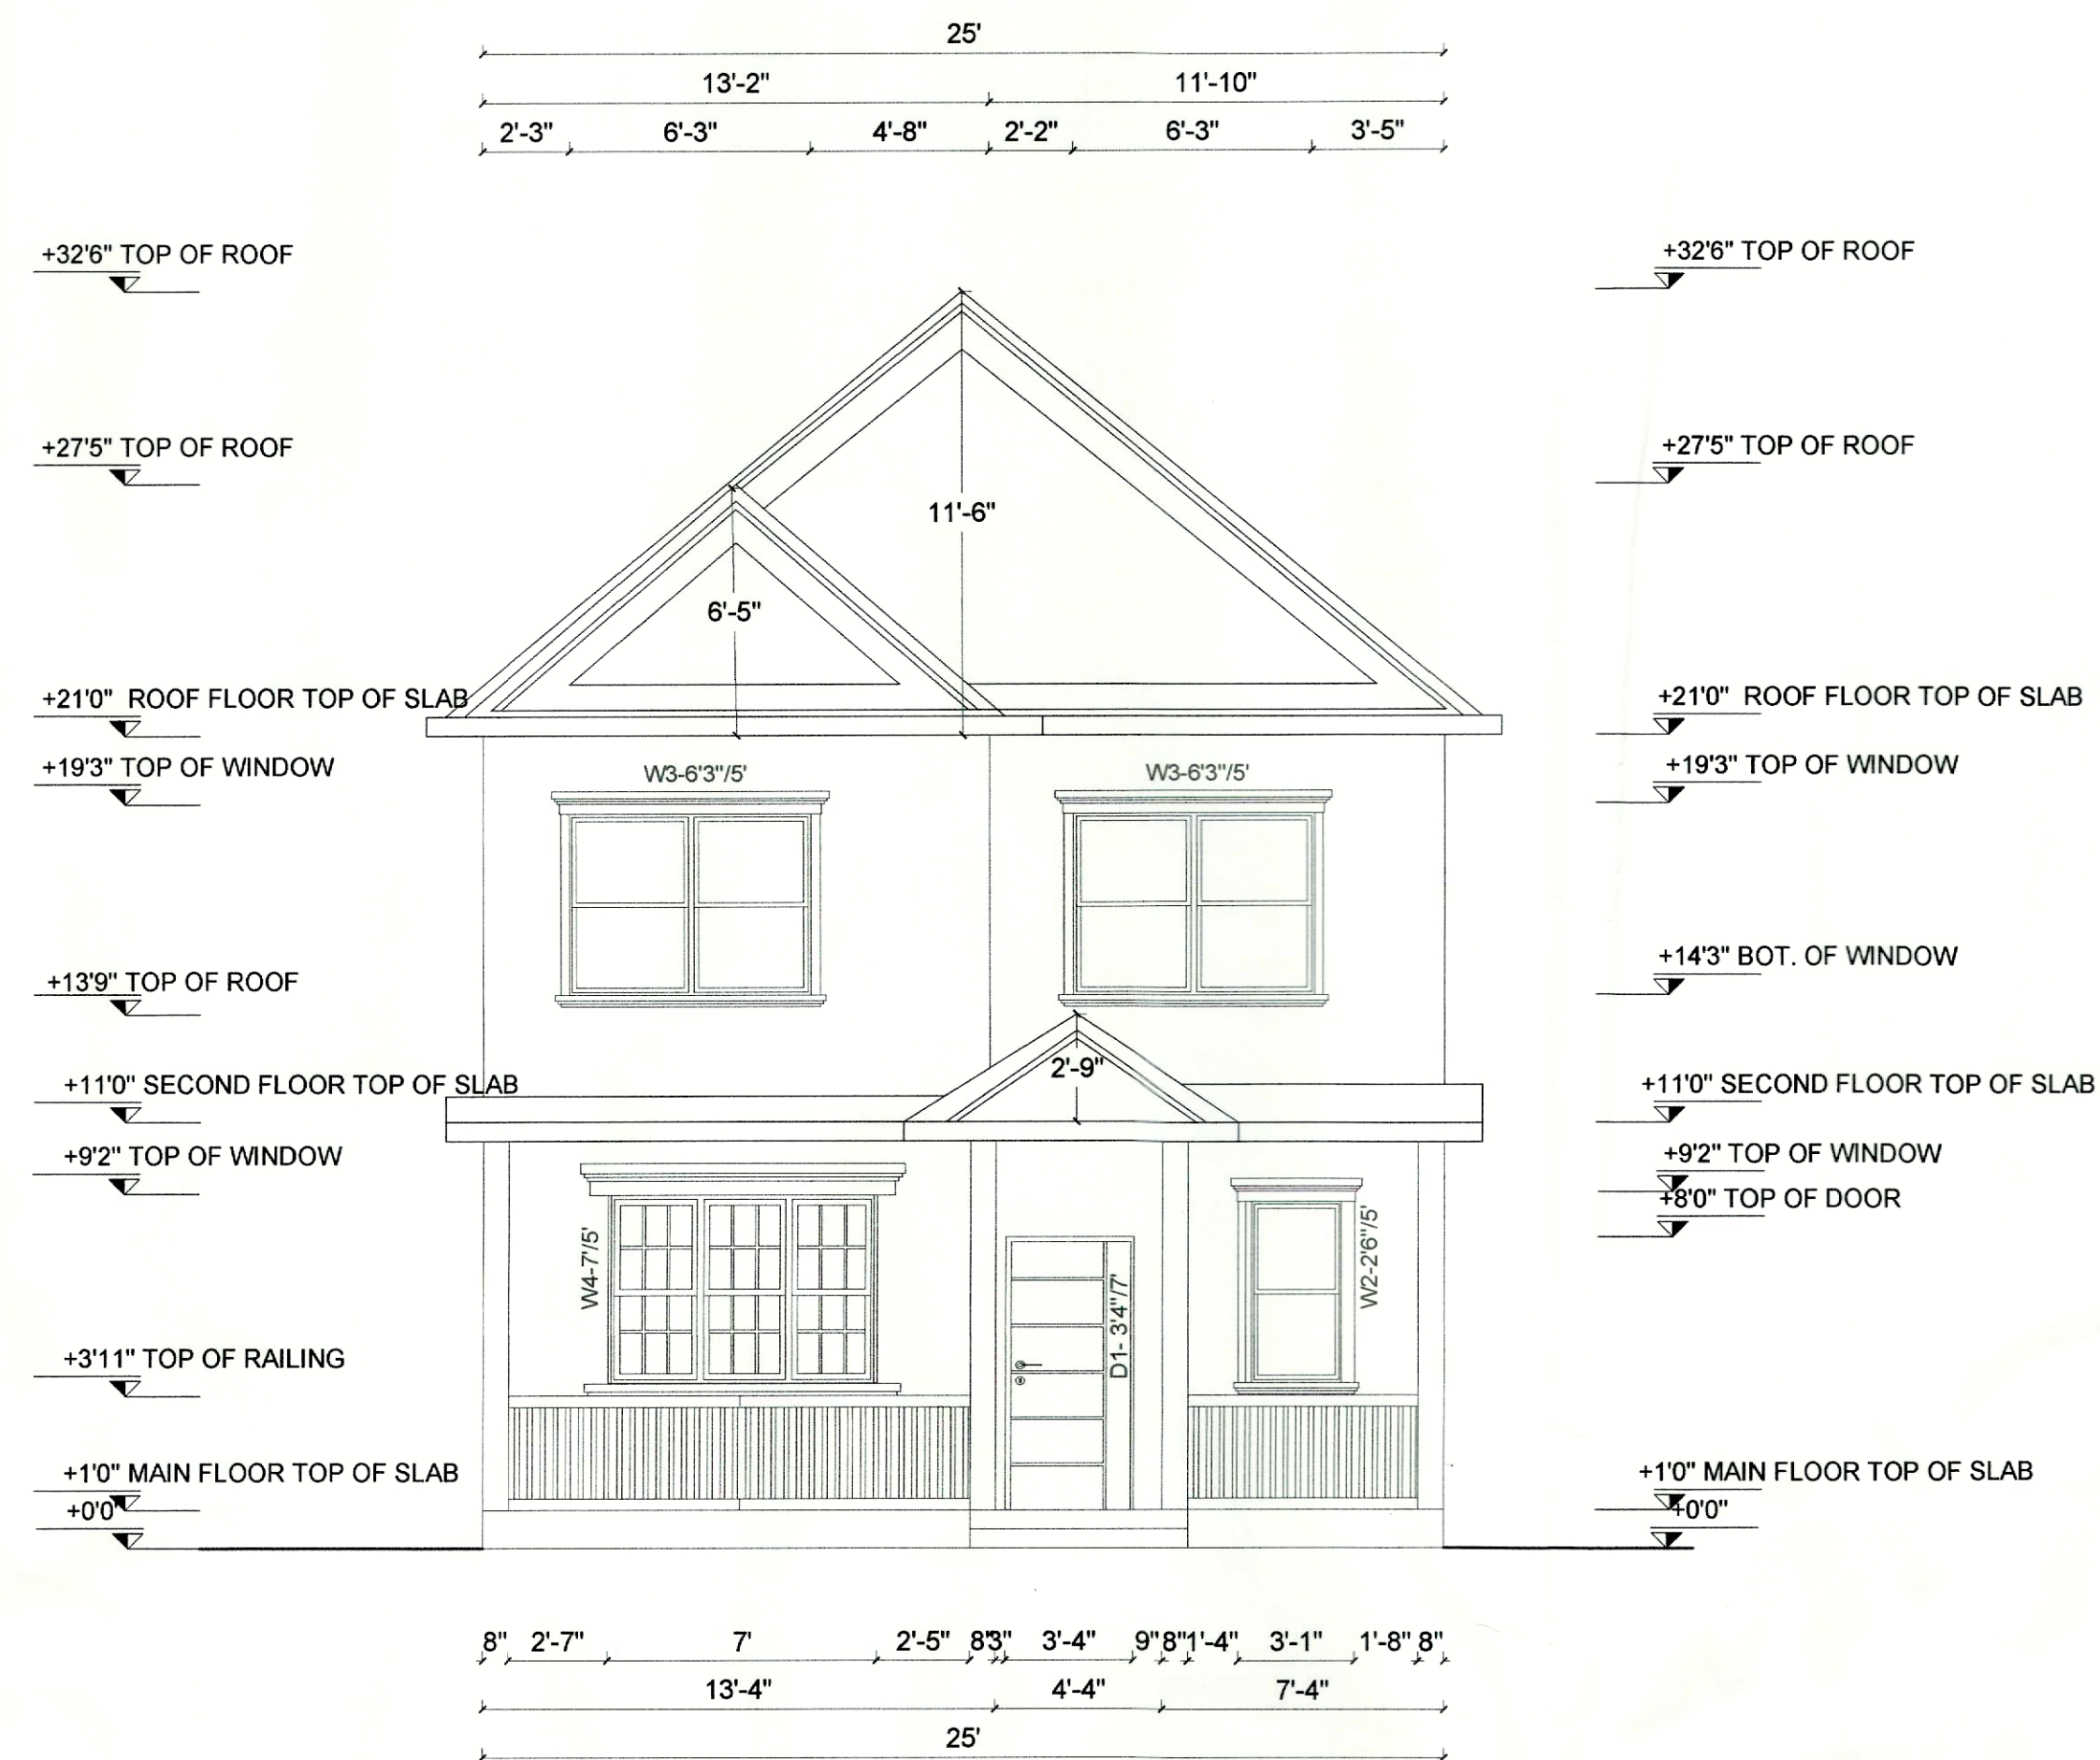 25'
13'-2" 11'-10"
2'-3" 6'-3" 4'-8" 2'-2" 6'-3" 3'-5"
+32'6" TOP OF ROOF
+32'6" TOP OF ROOF
+27'5" TOP OF ROOF
+27'5" TOP OF ROOF
11'-6"
6'-5"
+21'0" ROOF FLOOR TOP OF SLAB
+21'0" ROOF FLOOR TOP OF SLAB
+19'3" TOP OF WINDOW
W3-6'3"/5'
W3-6'3"/5'
+19'3" TOP OF WINDOW
+14'3" BOT. OF WINDOW
+13'9" TOP OF ROOF
2'-9"
+11'0" SECOND FLOOR TOP OF SLAB
+11'0" SECOND FLOOR TOP OF SLAB
+9'2" TOP OF WINDOW
+9'2" TOP OF WINDOW
+8'0" TOP OF DOOR
W4-7'/5'
D1- 3'4"/7'
W2-2'6"/5'
+3'11" TOP OF RAILING
+1'0" MAIN FLOOR TOP OF SLAB
+1'0" MAIN FLOOR TOP OF SLAB
+0'0"
+0'0"
8" 2'-7" 7' 2'-5" 8" 3" 3'-4" 9" 8" 1'-4" 3'-1" 1'-8" 8"
13'-4" 4'-4" 7'-4"
25'